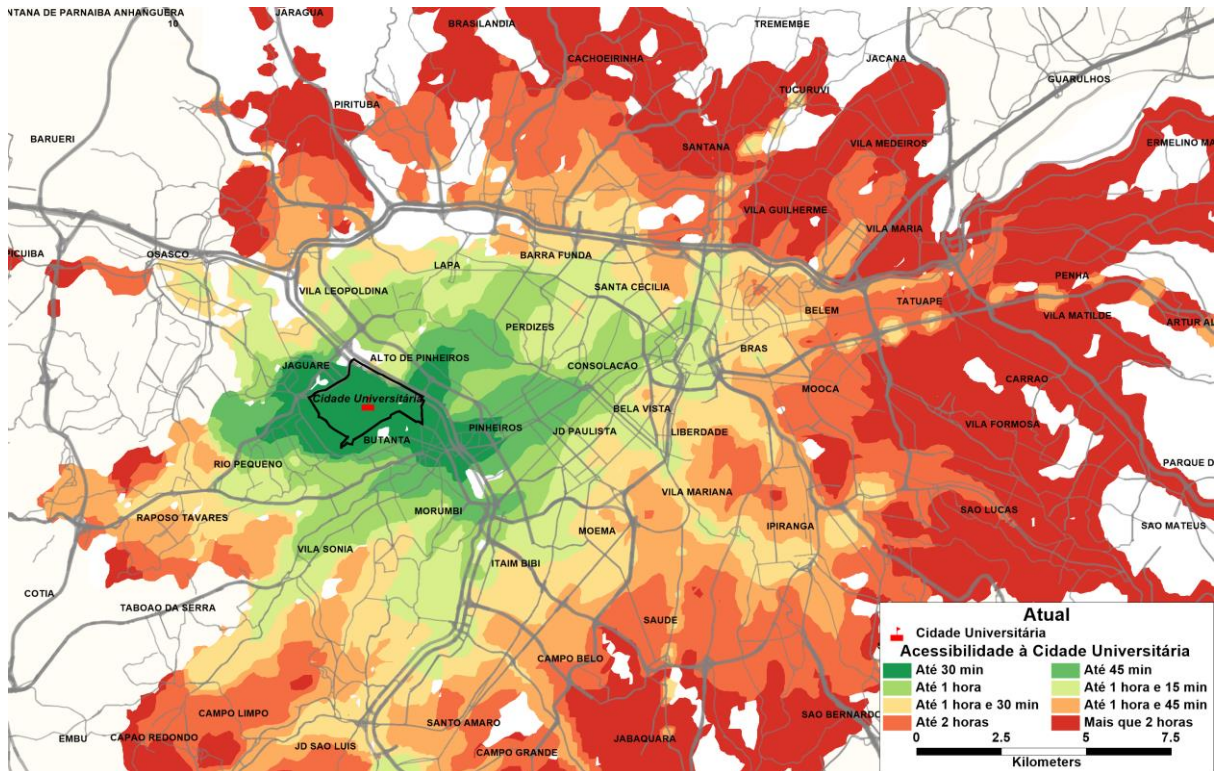 NTANA DE PARNAIBA ANHANGUERA
10
JARAGUA
BRASILANDIA
TREMEMBE
CACHOEIRINHA
JACANA
GUARULHOS
TUCURUVI
PIRITUBA
BARUERI
SANTANA
VILA MEDEIROS
ERMELINO MA
VILA GUILHERME
VILA MARIA
PICUIBA
OSASCO
LAPA
BARRA FUNDA
PENHA
VILA LEOPOLDINA
SANTA CECILIA
TATUAPE
BELEM
VILA MATILDE
ARTUR AL
PERDIZES
BRAS
JAGUARE
ALTO DE PINHEIROS
CONSOLACAO
CARRAO
MOOCA
Cidade Universitária
BELA VISTA
VILA FORMOSA
PINHEIROS
JD PAULISTA
LIBERDADE
BUTANTA
RIO PEQUENO
PARQUE D
VILA MARIANA
MORUMBI
SAO LUCAS
RAPOSO TAVARES
MOEMA
IPIRANGA
SAO MATEUS
VILA SONIA
ITAIM BIBI
COTIA
TABOAO DA SERRA
SAUDE
CAMPO BELO
CAMPO LIMPO
SANTO AMARO
SAO BERNARDO
EMBU
CAPAO REDONDO
JD SAO LUIS
CAMPO GRANDE
JABAQUARA
Atual
Cidade Universitária
Acessibilidade à Cidade Universitária
Até 30 min
Até 45 min
Até 1 hora
Até 1 hora e 15 min
Até 1 hora e 30 min
Até 1 hora e 45 min
Até 2 horas
Mais que 2 horas
0 2.5 5 7.5
Kilometers